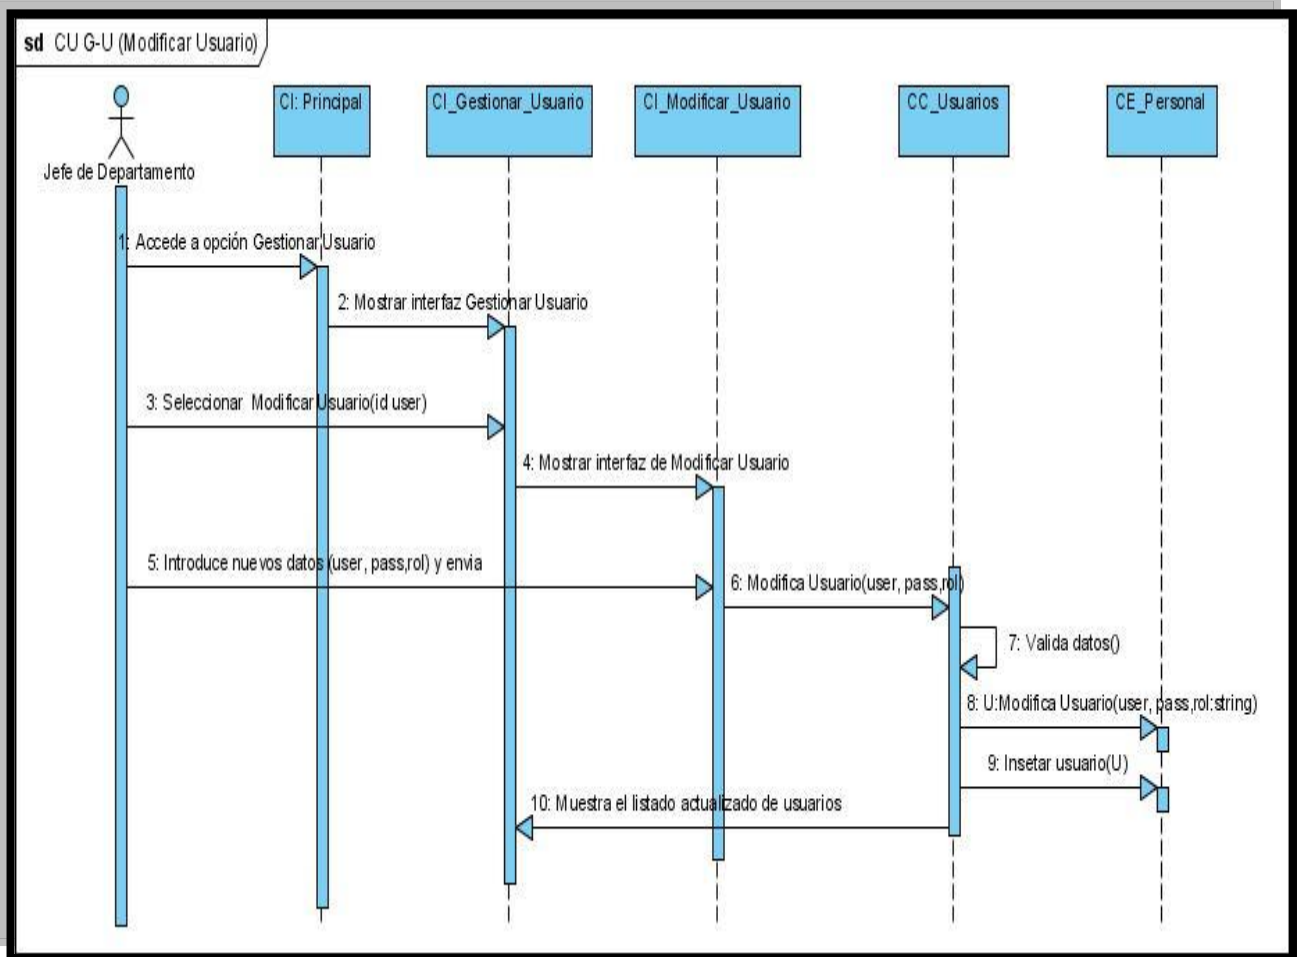 sd CU G-U (Modificar Usuario)
CI: Principal
CI_Gestionar_Usuario
CI_Modificar_Usuario
CC_Usuarios
CE_Personal
Jefe de Departamento
1: Accede a opción Gestionar Usuario
2: Mostrar interfaz Gestionar Usuario
3: Seleccionar Modificar Usuario(id user)
4: Mostrar interfaz de Modificar Usuario
5: Introduce nuevos datos (user, pass,rol) y envia
6: Modifica Usuario(user, pass,rol)
7: Valida datos()
8: U:Modifica Usuario(user, pass,rol:string)
9: Insetar usuario(U)
10: Muestra el listado actualizado de usuarios